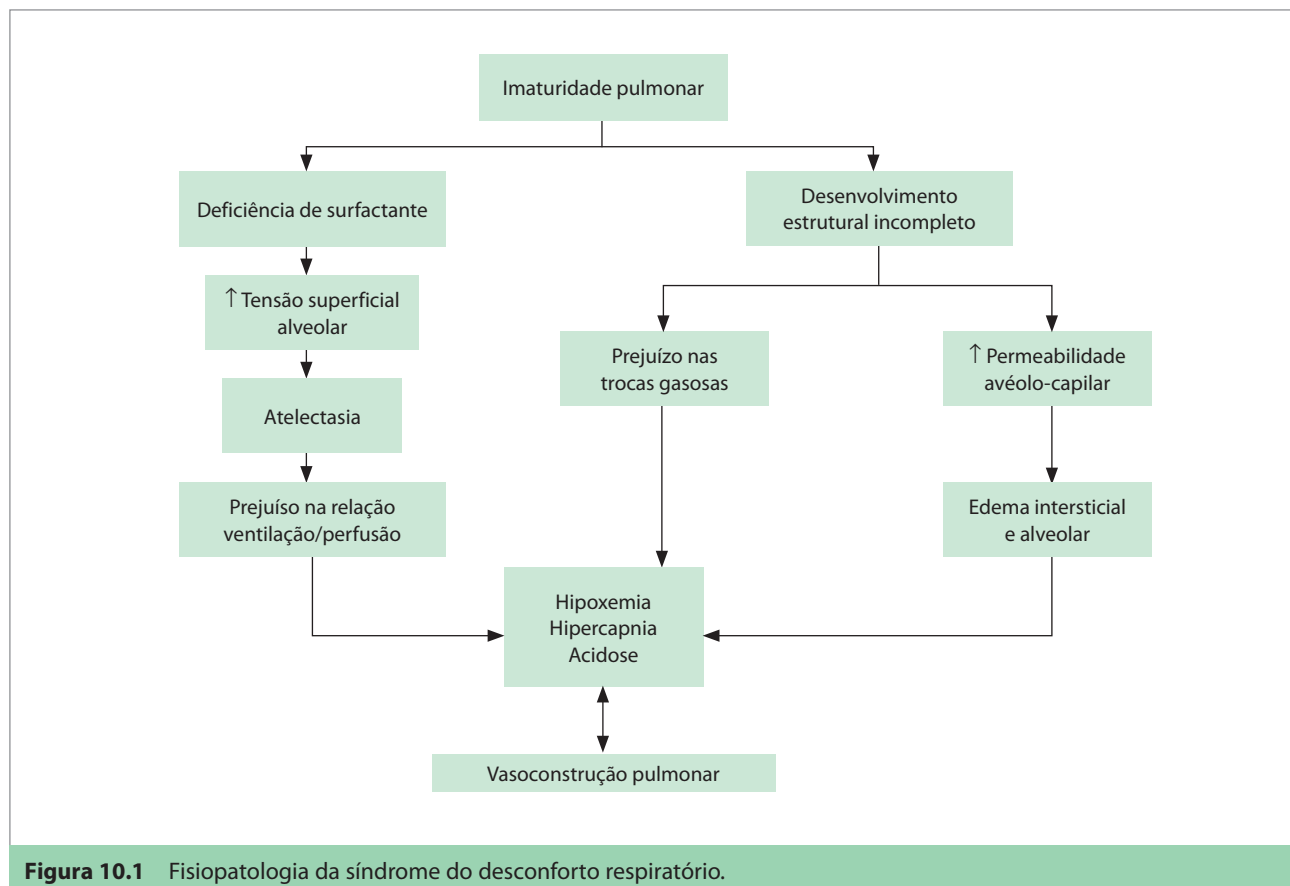 Imaturidade pulmonar
Deficiência de surfactante
Desenvolvimento
estrutural incompleto
↑ Tensão superficial
alveolar
Prejuízo nas
trocas gasosas
↑ Permeabilidade
avéolo-capilar
Atelectasia
Prejuíso na relação
ventilação/perfusão
Edema intersticial
e alveolar
Hipoxemia
Hipercapnia
Acidose
Vasoconstrução pulmonar
Figura 10.1 Fisiopatologia da síndrome do desconforto respiratório.